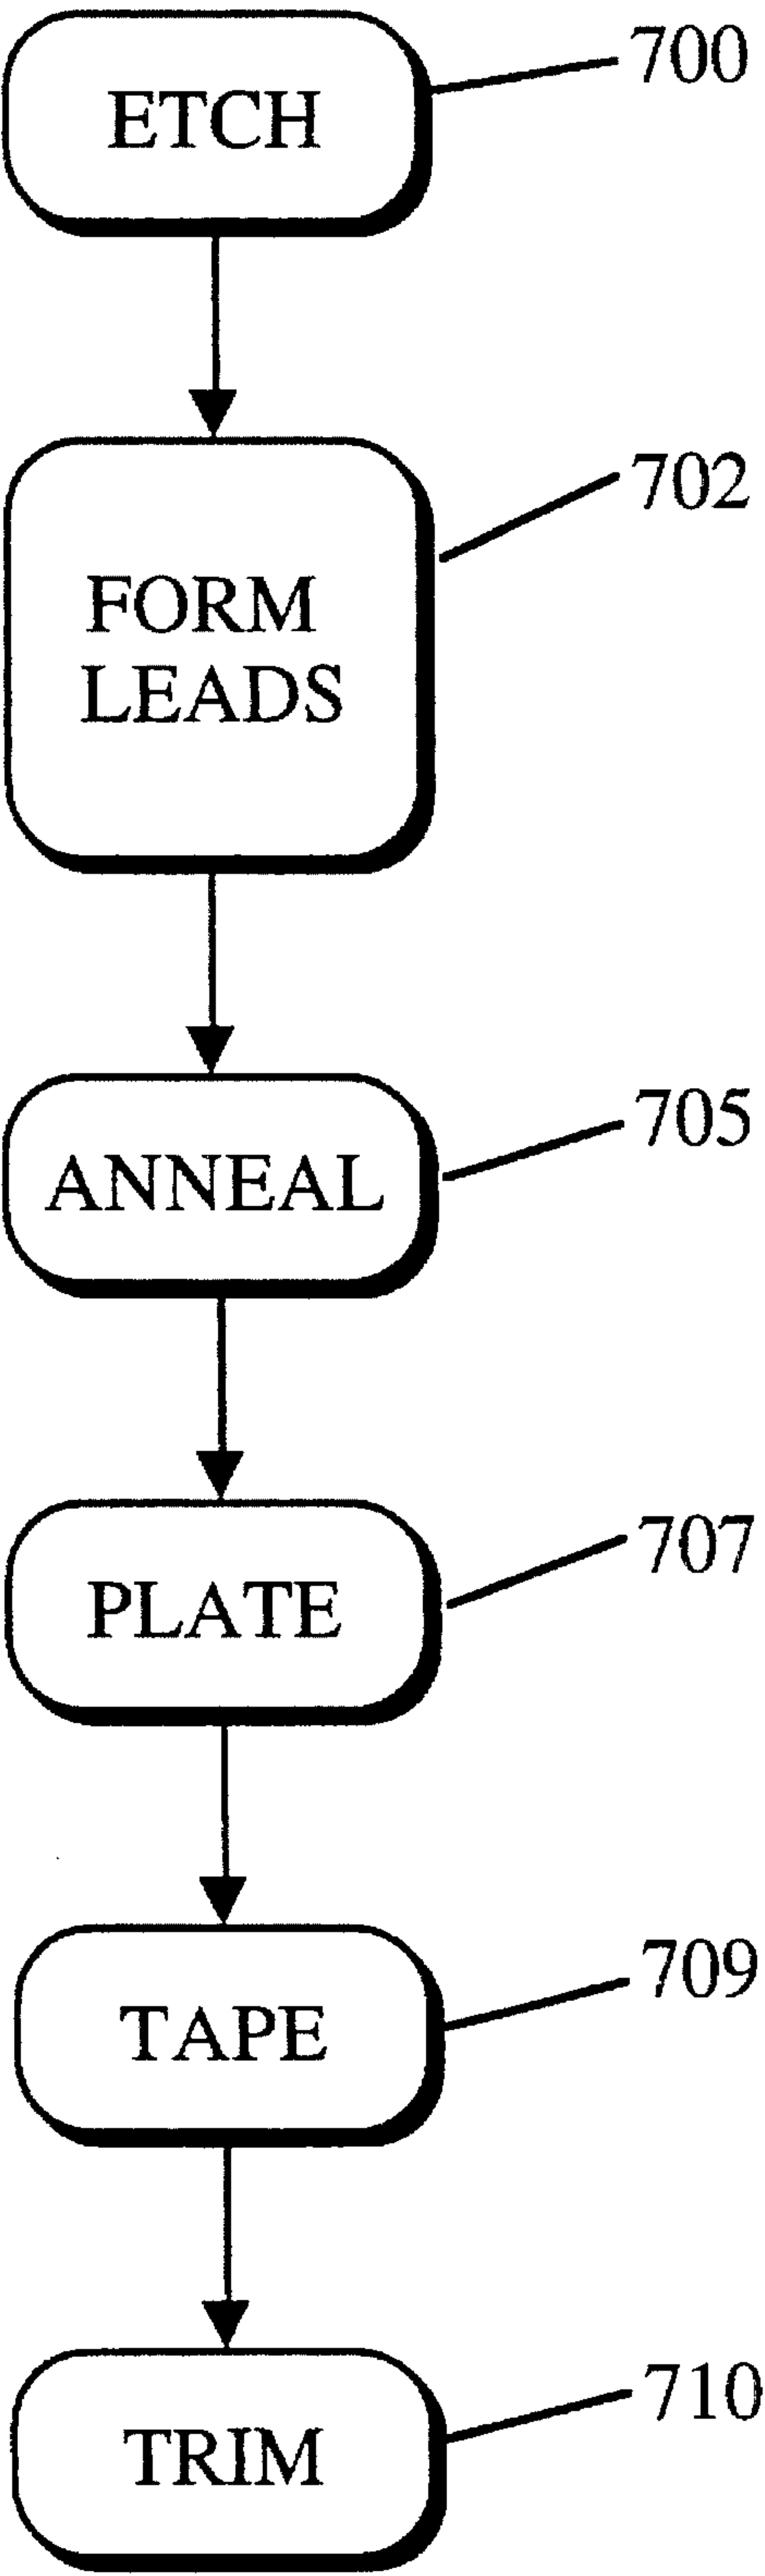 ETCH
700
FORM
LEADS
702
ANNEAL
705
PLATE
707
TAPE
709
TRIM
710